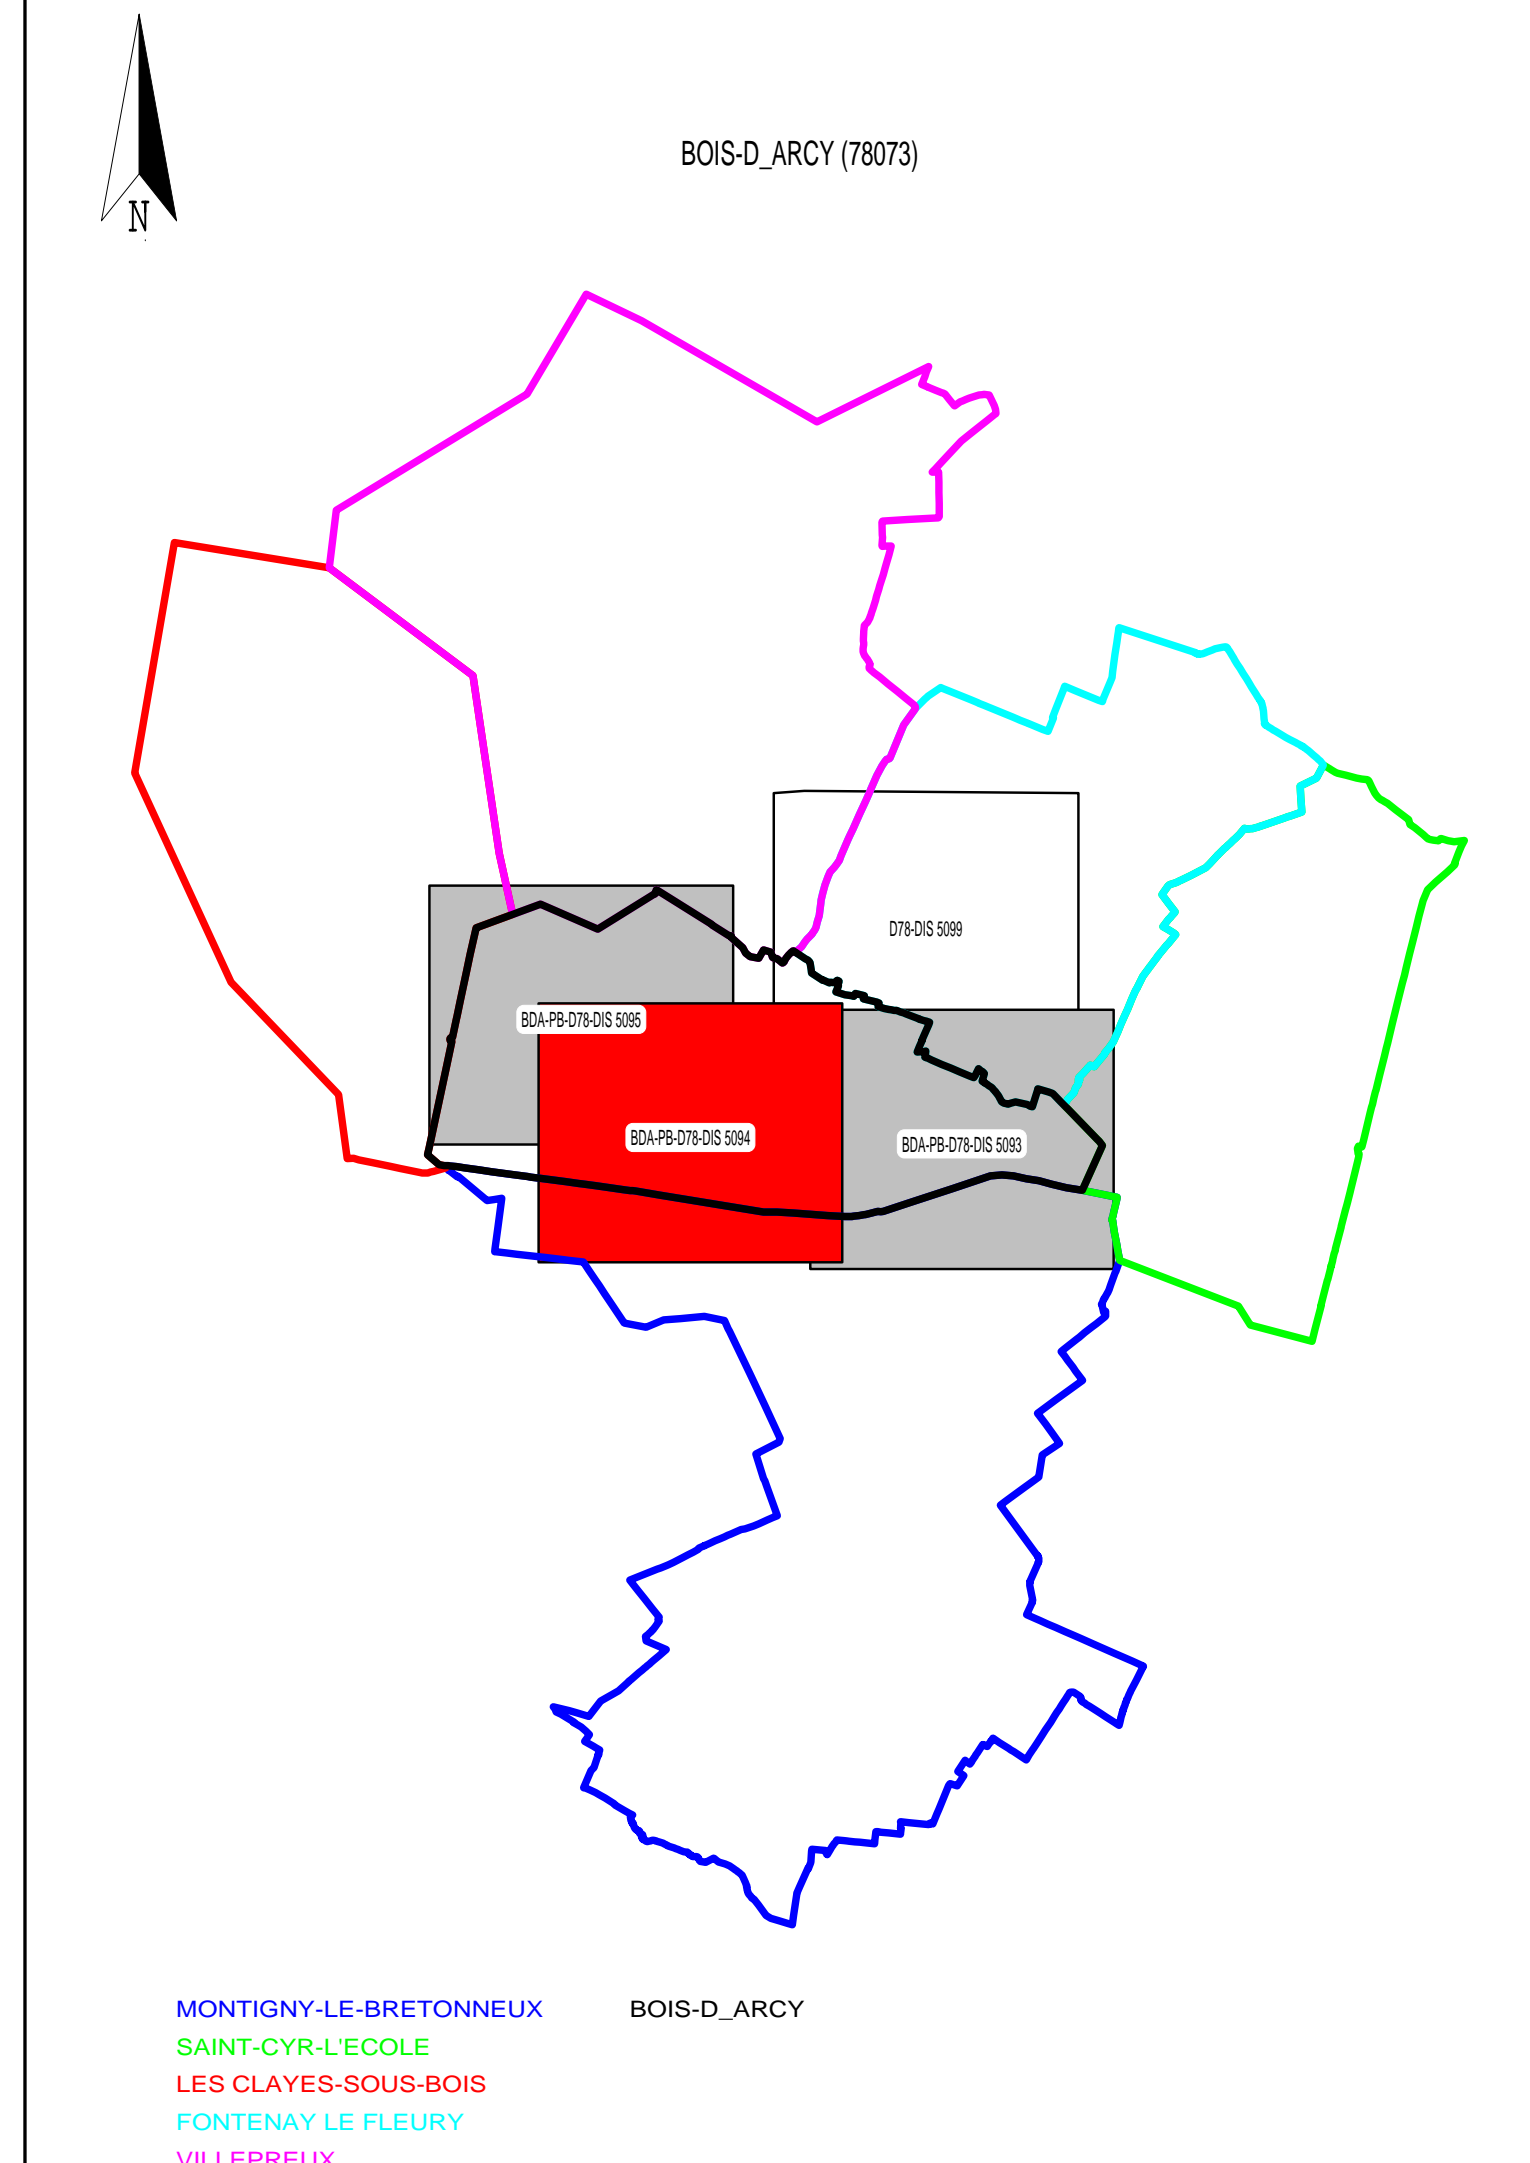 N
BOIS-D_ARCY (78073)
D78-DIS 5099
BDA-PB-D78-DIS 5095
BDA-PB-D78-DIS 5094
BDA-PB-D78-DIS 5093
MONTIGNY-LE-BRETONNEUX BOIS-D_ARCY
SAINT-CYR-L'ECOLE
LES CLAYES-SOUS-BOIS
FONTENAY LE FLEURY
VILLEPREUX